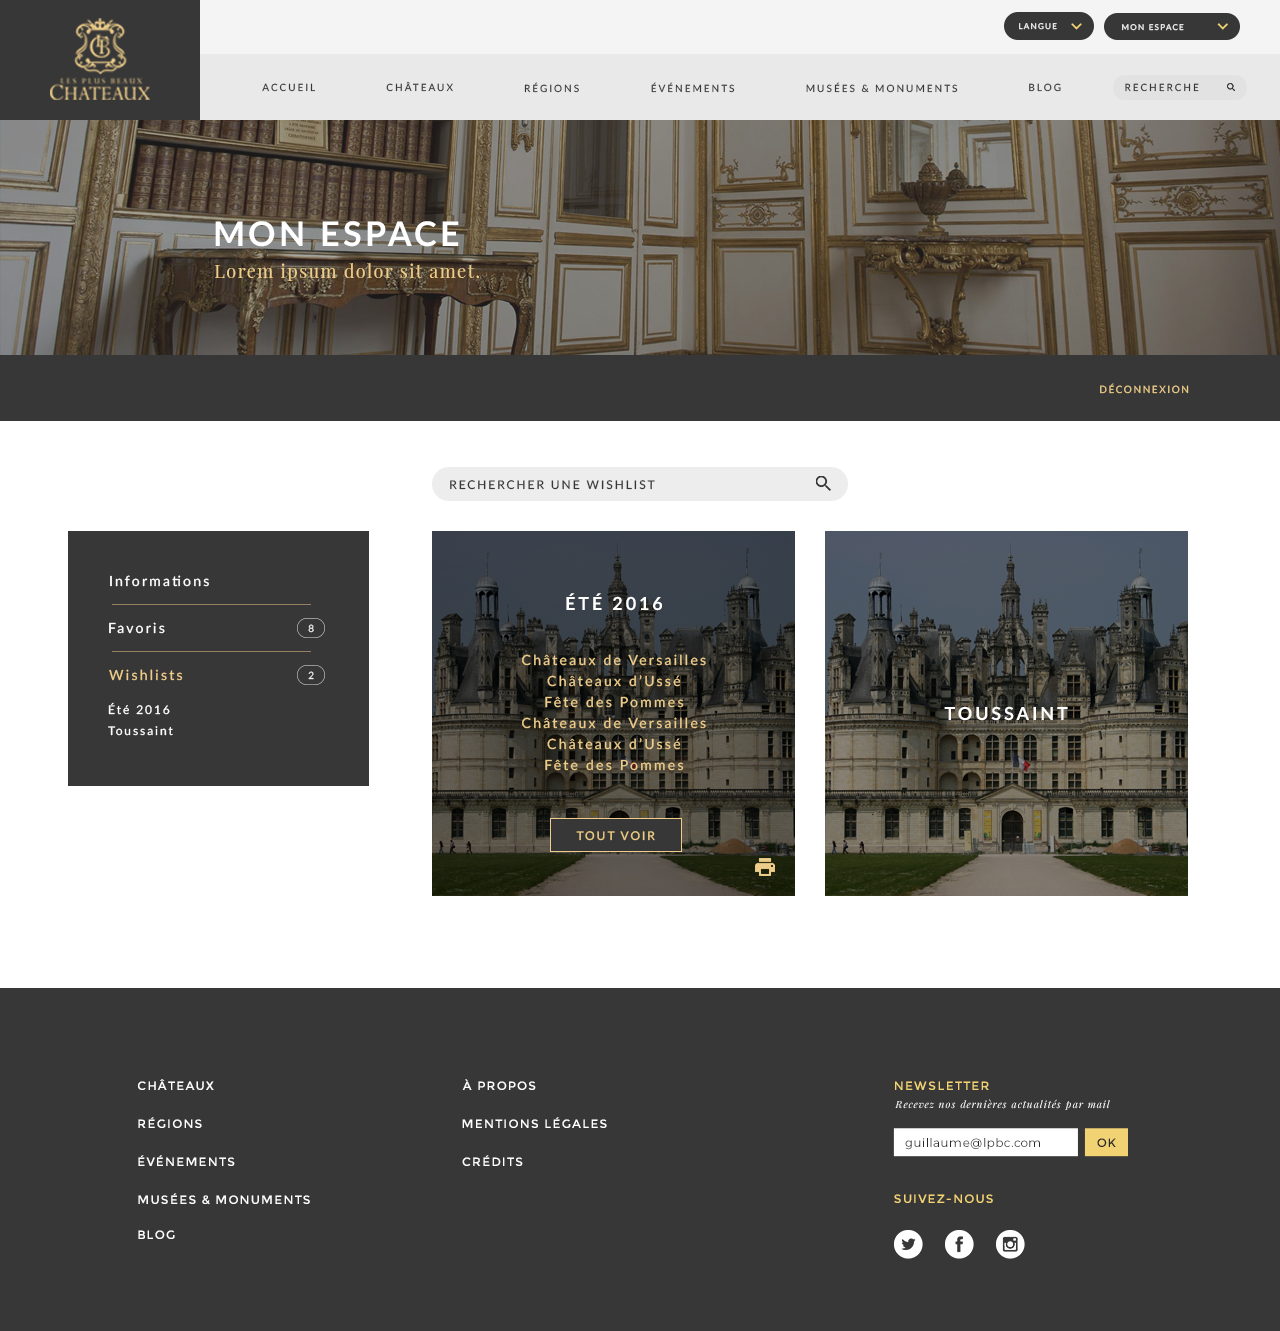 LES PLUS BEAUX
CHATEAUX
LANGUE
MON ESPACE
ACCUEIL
CHÂTEAUX
RÉGIONS
ÉVÉNEMENTS
MUSÉES & MONUMENTS
BLOG
RECHERCHE
MON ESPACE
Lorem ipsum dolor sit amet.
DÉCONNEXION
RECHERCHER UNE WISHLIST
Informations
Favoris 8
Wishlists 2
Été 2016
Toussaint
ÉTÉ 2016
Châteaux de Versailles
Châteaux d'Ussé
Fête des Pommes
Châteaux de Versailles
Châteaux d'Ussé
Fête des Pommes
TOUT VOIR
TOUSSAINT
CHÂTEAUX
RÉGIONS
ÉVÉNEMENTS
MUSÉES & MONUMENTS
BLOG
À PROPOS
MENTIONS LÉGALES
CRÉDITS
NEWSLETTER
Recevez nos dernières actualités par mail
guillaume@lpbc.com
OK
SUIVEZ-NOUS